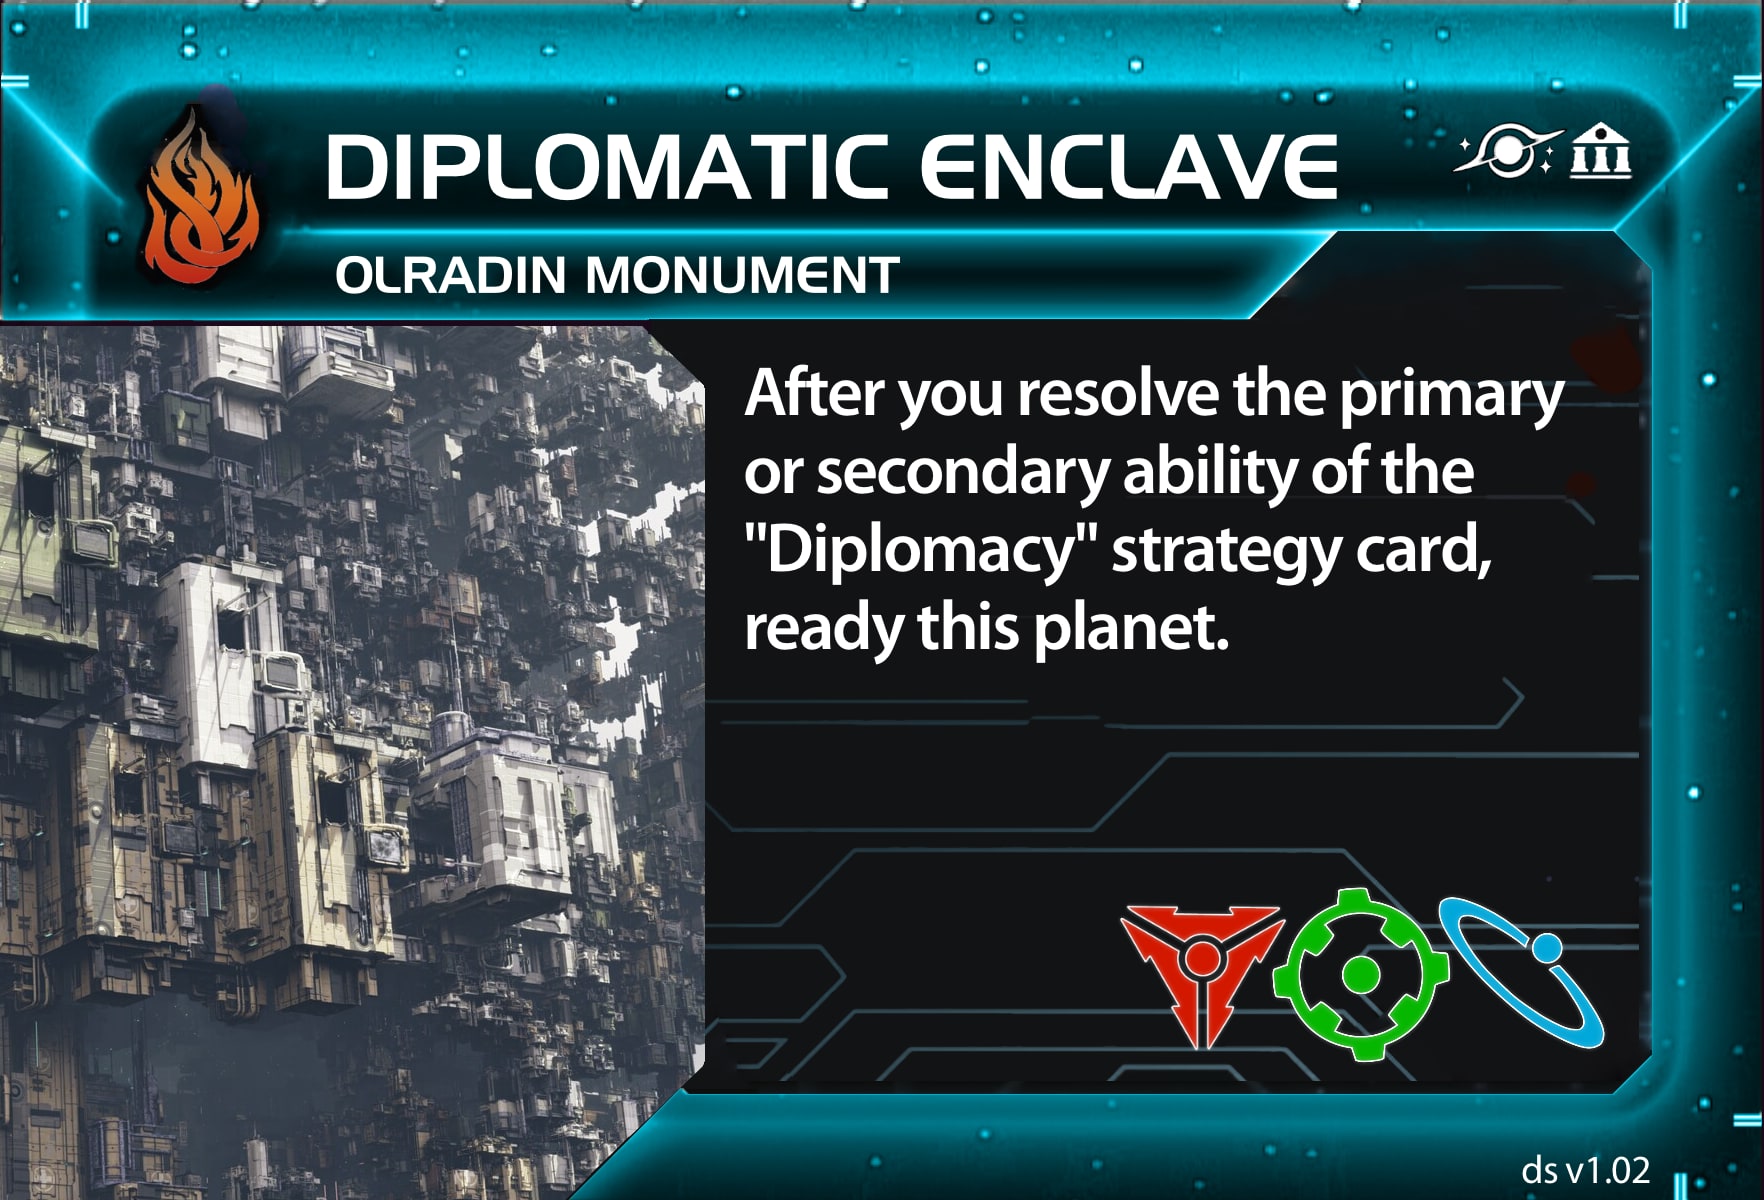 DIPLOMATIC ENCLAVE
OLRADIN MONUMENT
After you resolve the primary
or secondary ability of the
"Diplomacy" strategy card,
ready this planet.
ds v1.02